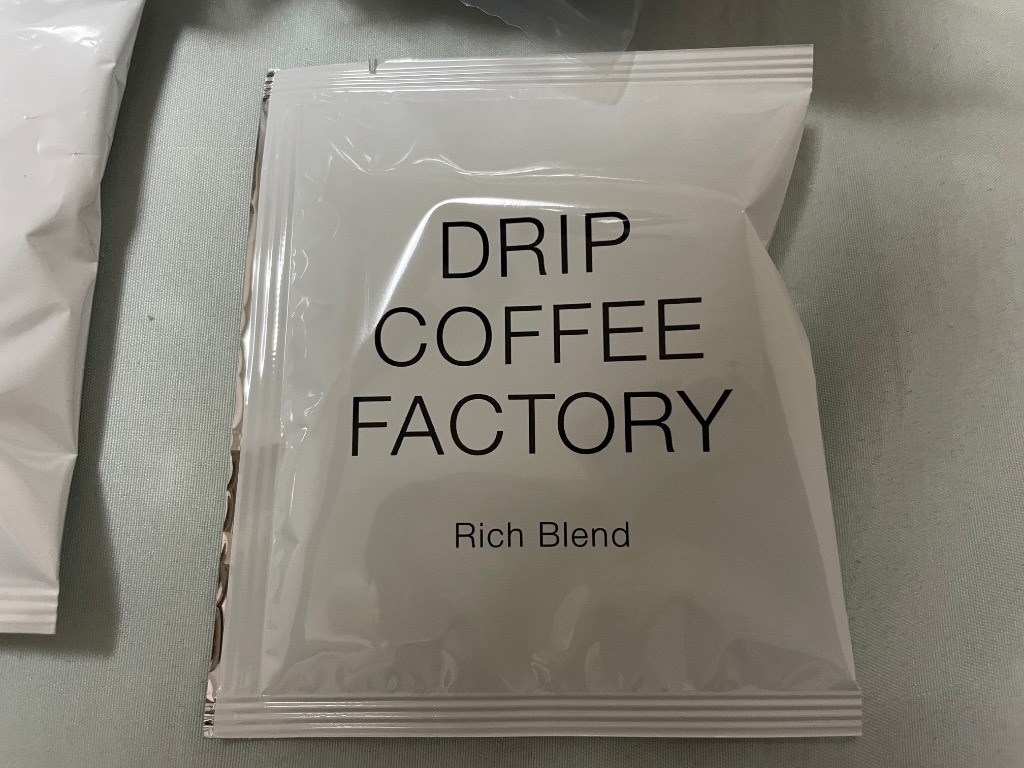 DRIP
COFFEE
FACTORY
Rich Blend